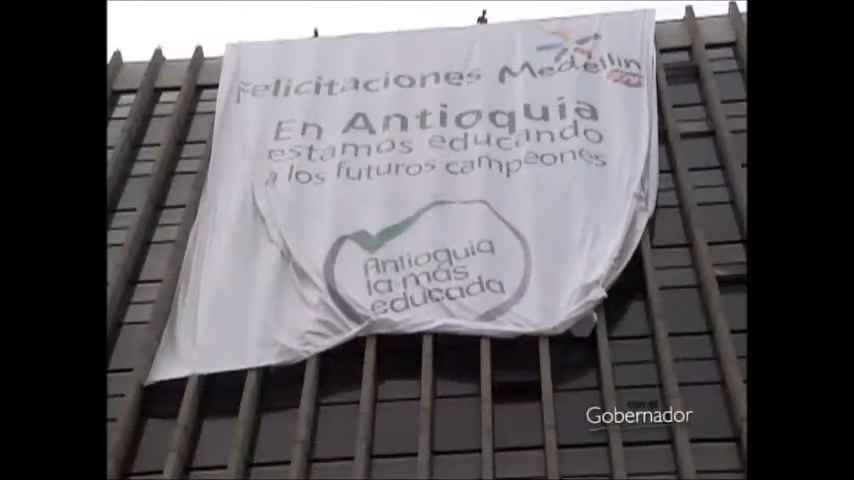 Felicitaciones Medellín
En Antioquia
estamos educando
a los futuros campeones
Antioquia
la más
educada
Gobernador